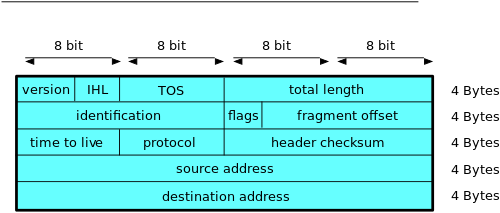 8 bit 8 bit 8 bit 8 bit
version IHL TOS total length 4 Bytes
identification flags fragment offset 4 Bytes
time to live protocol header checksum 4 Bytes
source address 4 Bytes
destination address 4 Bytes